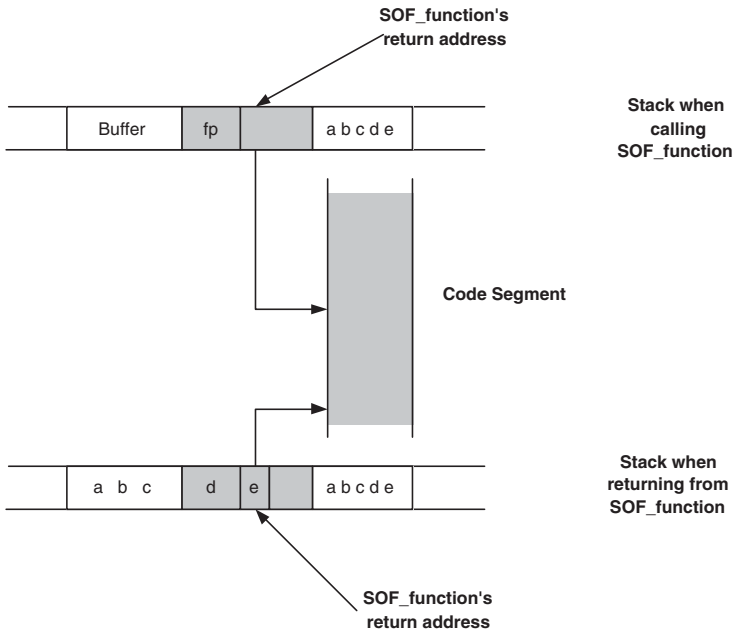 SOF_function's
return address
Buffer
fp
a b c d e
Stack when
calling
SOF_function
Code Segment
a b c
d
e
a b c d e
Stack when
returning from
SOF_function
SOF_function's
return address